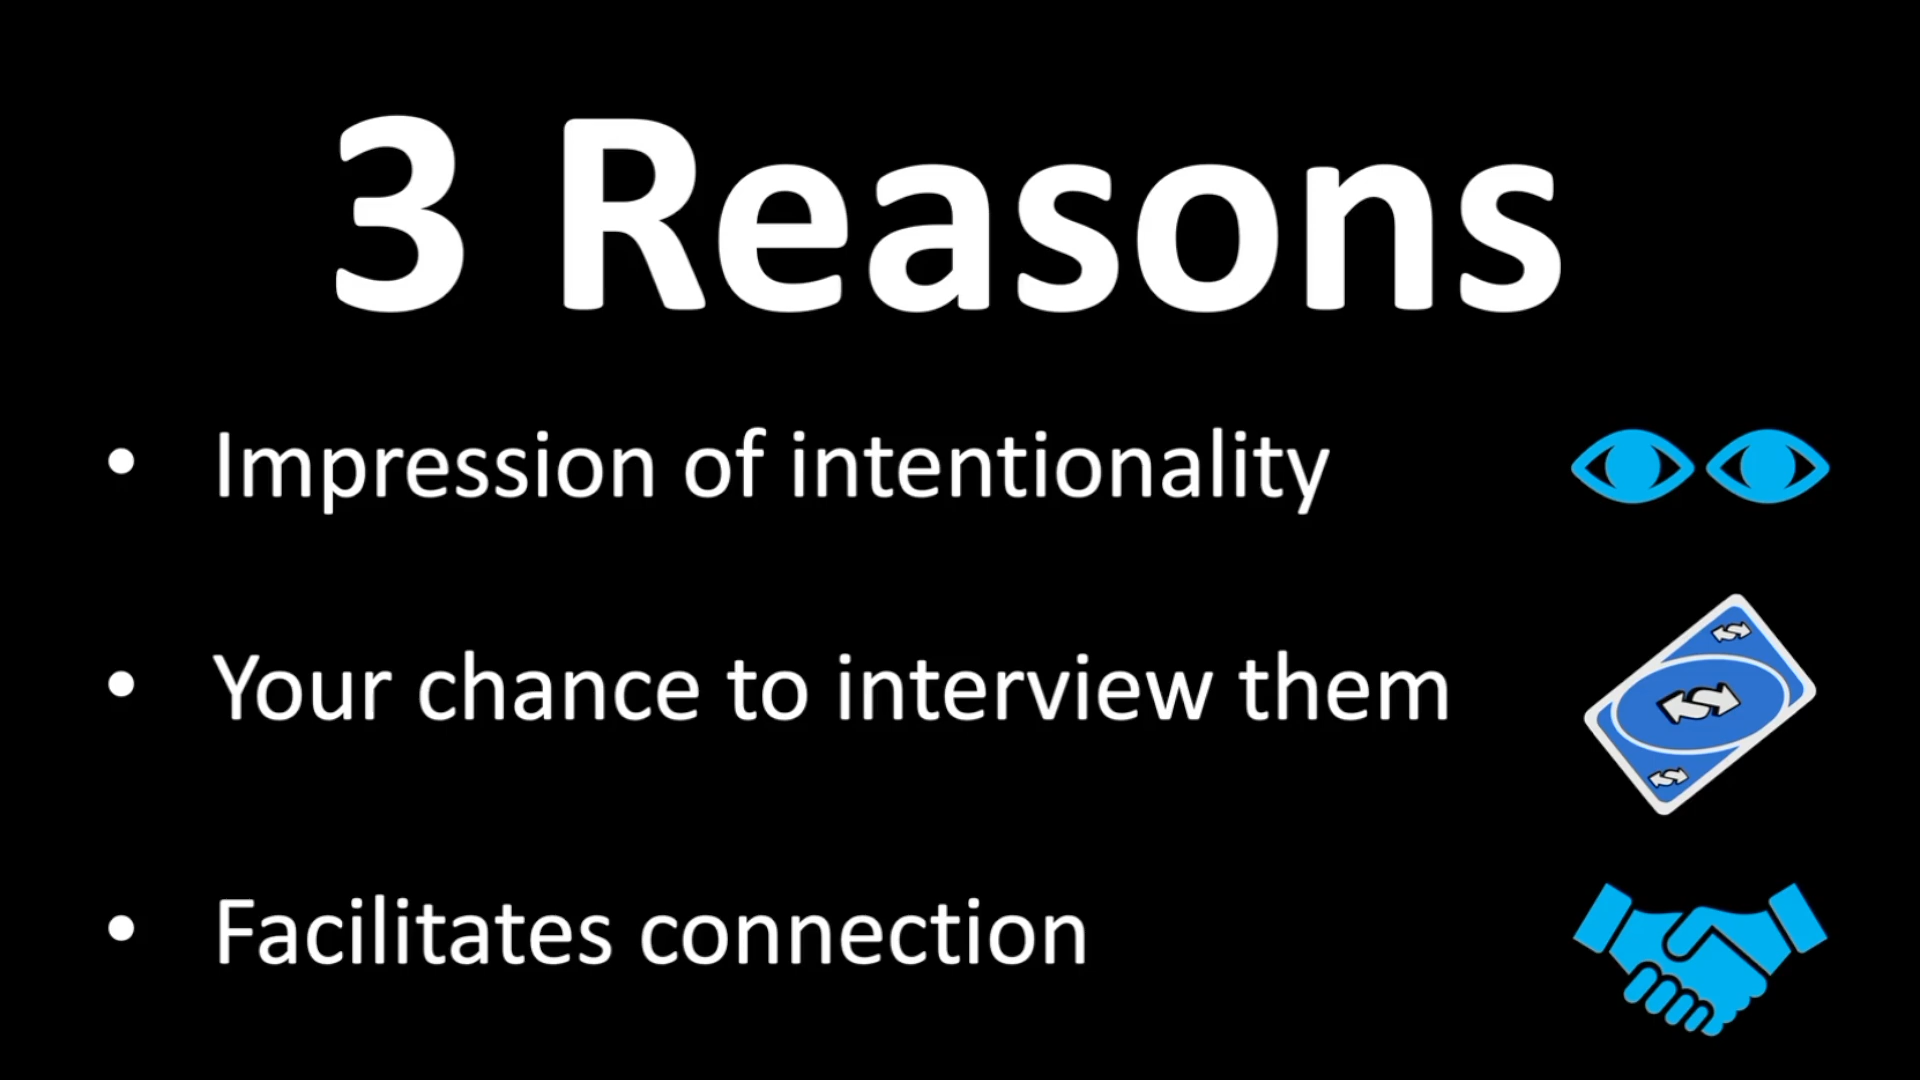 3 Reasons
• Impression of intentionality
• Your chance to interview them
• Facilitates connection